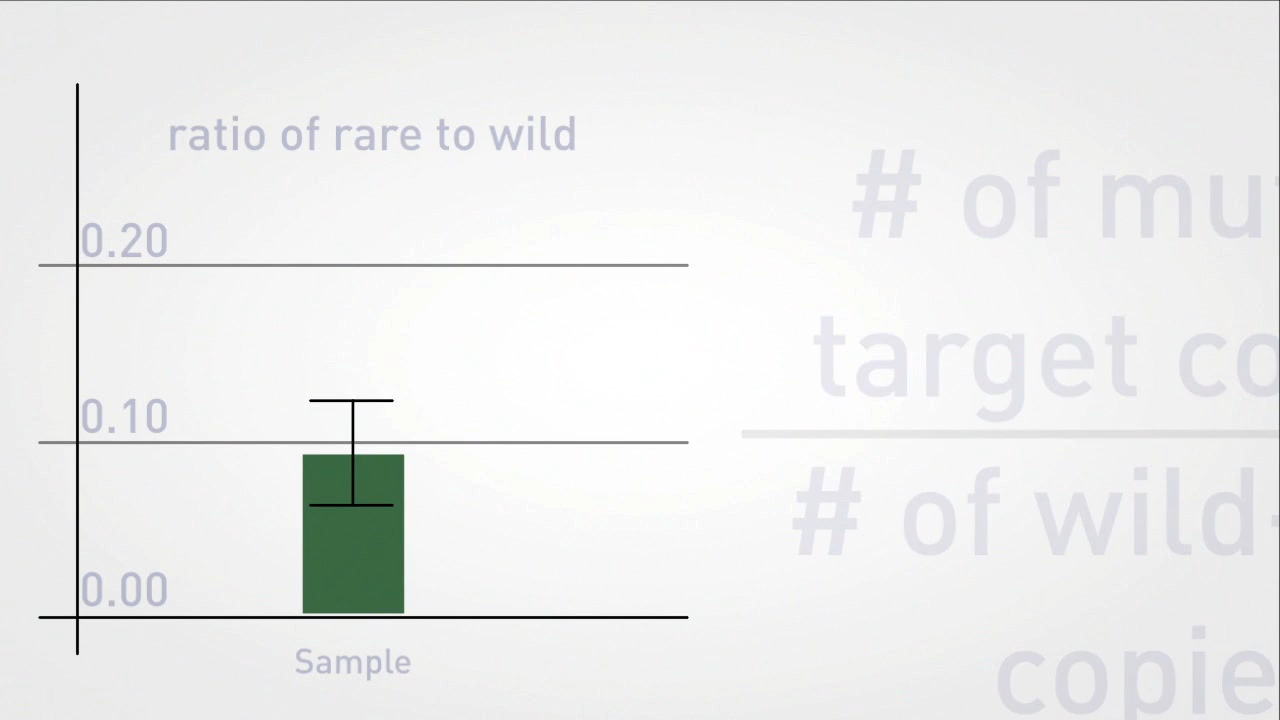 ratio of rare to wild
0.20
0.10
0.00
Sample
# of mu
target co
# of wild-
copie